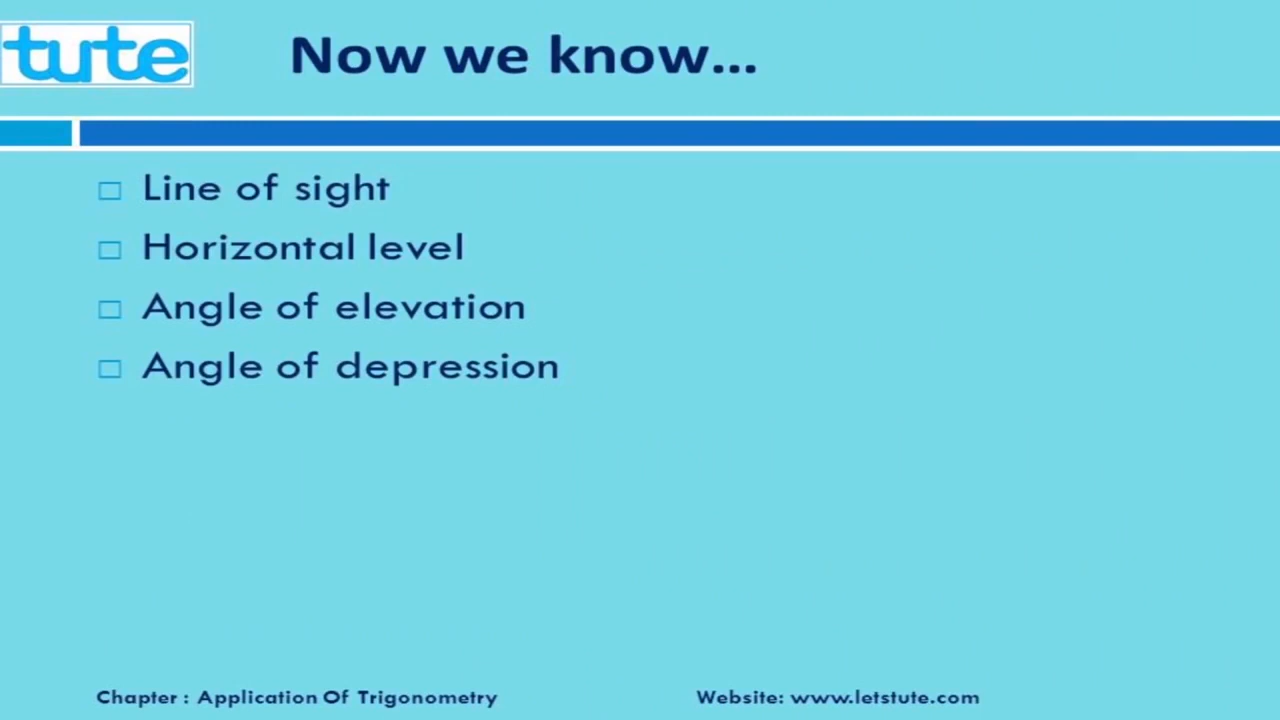 tute
Now we know...
Line of sight
Horizontal level
Angle of elevation
Angle of depression
Chapter : Application Of Trigonometry
Website: www.letstute.com